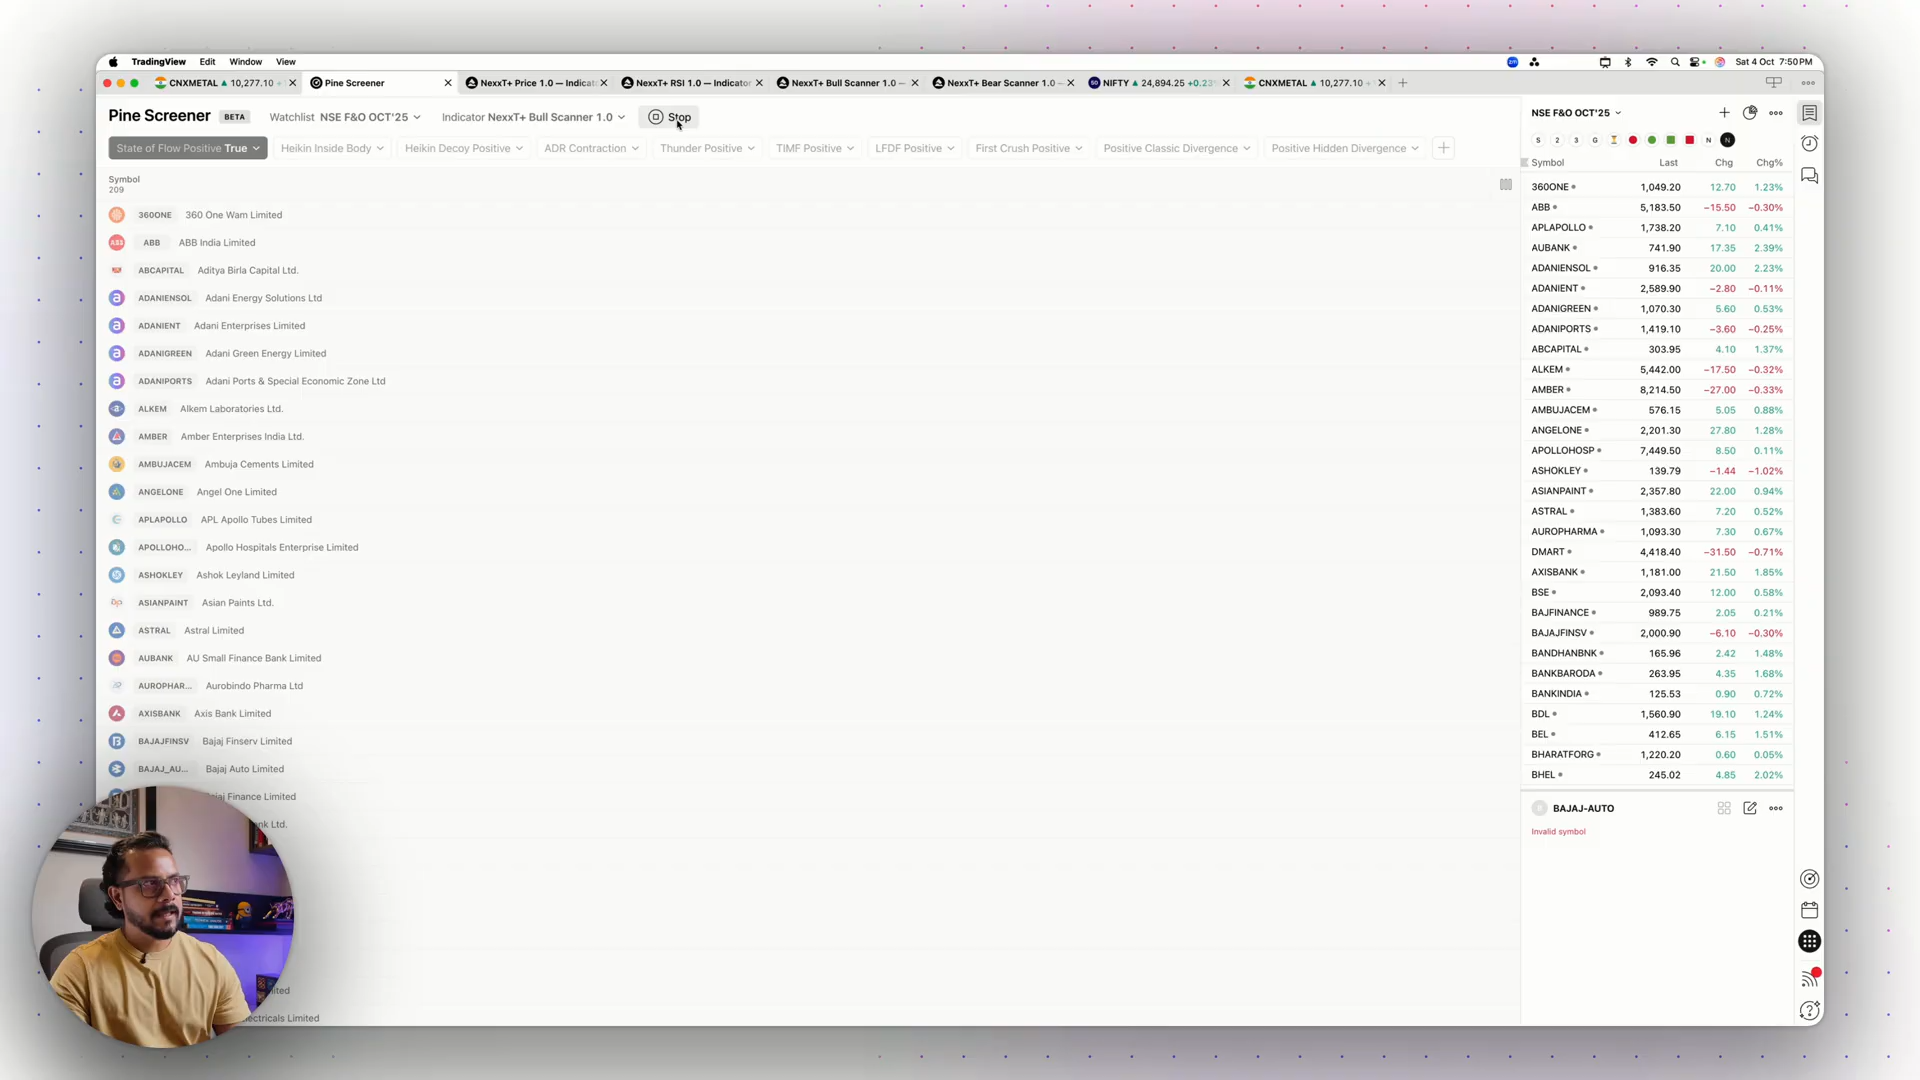 TradingView Edit Window View
Sat 4 Oct 7:50 PM
CNXMETAL ▲ 10,277.10
Pine Screener
NexxT+ Price 1.0 — Indicat
NexxT+ RSI 1.0 — Indicator
NexxT+ Bull Scanner 1.0 —
NexxT+ Bear Scanner 1.0 —
NIFTY ▲ 24,894.25 +0.23
CNXMETAL ▲ 10,277.10 +
Pine Screener BETA Watchlist NSE F&O OCT'25 Indicator NexxT+ Bull Scanner 1.0 Stop
State of Flow Positive True Heikin Inside Body Heikin Decoy Positive ADR Contraction Thunder Positive TIMF Positive LFDF Positive First Crush Positive Positive Classic Divergence Positive Hidden Divergence
Symbol
209
360ONE 360 One Wam Limited
ABB ABB India Limited
ABCAPITAL Aditya Birla Capital Ltd.
ADANIENSOL Adani Energy Solutions Ltd
ADANIENT Adani Enterprises Limited
ADANIGREEN Adani Green Energy Limited
ADANIPORTS Adani Ports & Special Economic Zone Ltd
ALKEM Alkem Laboratories Ltd.
AMBER Amber Enterprises India Ltd.
AMBUJACEM Ambuja Cements Limited
ANGELONE Angel One Limited
APLAPOLLO APL Apollo Tubes Limited
APOLLOHO... Apollo Hospitals Enterprise Limited
ASHOKLEY Ashok Leyland Limited
ASIANPAINT Asian Paints Ltd.
ASTRAL Astral Limited
AUBANK AU Small Finance Bank Limited
AUROPHAR... Aurobindo Pharma Ltd
AXISBANK Axis Bank Limited
BAJAJFINSV Bajaj Finserv Limited
BAJAJ_AU... Bajaj Auto Limited
ajaj Finance Limited
nk Ltd.
ited
ectricals Limited
NSE F&O OCT'25
S 2 3 G N N
Symbol Last Chg Chg%
360ONE 1,049.20 12.70 1.23%
ABB 5,183.50 −15.50 −0.30%
APLAPOLLO 1,738.20 7.10 0.41%
AUBANK 741.90 17.35 2.39%
ADANIENSOL 916.35 20.00 2.23%
ADANIENT 2,589.90 −2.80 −0.11%
ADANIGREEN 1,070.30 5.60 0.53%
ADANIPORTS 1,419.10 −3.60 −0.25%
ABCAPITAL 303.95 4.10 1.37%
ALKEM 5,442.00 −17.50 −0.32%
AMBER 8,214.50 −27.00 −0.33%
AMBUJACEM 576.15 5.05 0.88%
ANGELONE 2,201.30 27.80 1.28%
APOLLOHOSP 7,449.50 8.50 0.11%
ASHOKLEY 139.79 −1.44 −1.02%
ASIANPAINT 2,357.80 22.00 0.94%
ASTRAL 1,383.60 7.20 0.52%
AUROPHARMA 1,093.30 7.30 0.67%
DMART 4,418.40 −31.50 −0.71%
AXISBANK 1,181.00 21.50 1.85%
BSE 2,093.40 12.00 0.58%
BAJFINANCE 989.75 2.05 0.21%
BAJAJFINSV 2,000.90 −6.10 −0.30%
BANDHANBNK 165.96 2.42 1.48%
BANKBARODA 263.95 4.35 1.68%
BANKINDIA 125.53 0.90 0.72%
BDL 1,560.90 19.10 1.24%
BEL 412.65 6.15 1.51%
BHARATFORG 1,220.20 0.60 0.05%
BHEL 245.02 4.85 2.02%
BAJAJ-AUTO
Invalid symbol